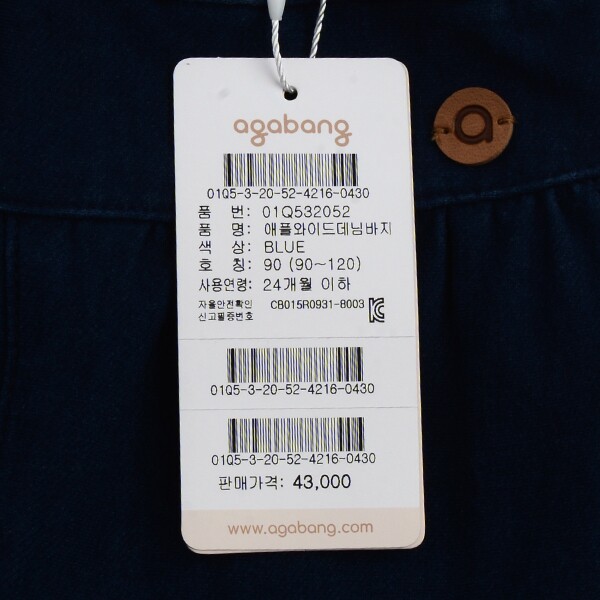 agabang
01Q5-3-20-52-4216-0430
품 번: 01Q532052
품 명: 애플와이드데님바지
색 상: BLUE
호 칭: 90 (90~120)
사용연령: 24개월 이하
자율안전확인 신고필증번호 CB015R0931-8003
01Q5-3-20-52-4216-0430
01Q5-3-20-52-4216-0430
판매가격: 43,000
www.agabang.com
a